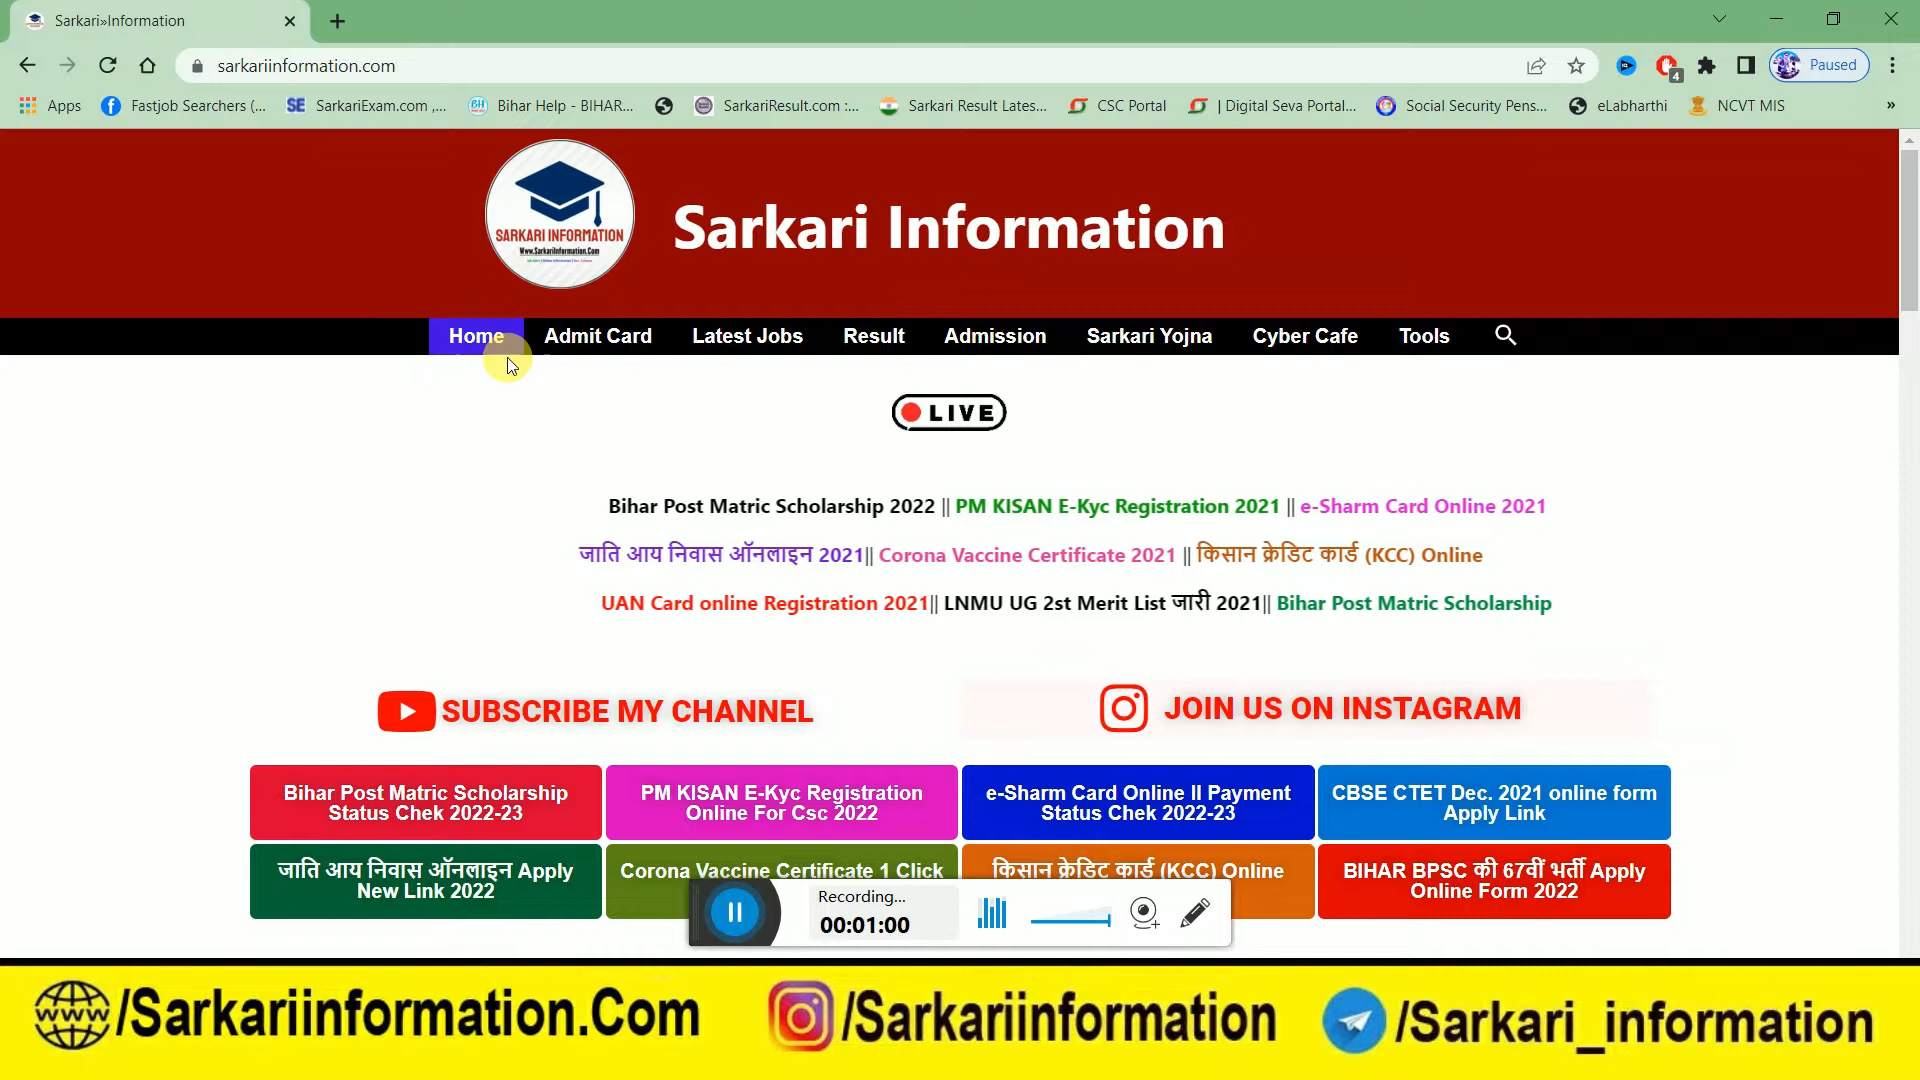 Sarkari»Information
sarkariinformation.com
4
Paused
Apps
Fastjob Searchers (...
SE SarkariExam.com ,...
BH Bihar Help - BIHAR...
SarkariResult.com :...
Sarkari Result Lates...
CSC Portal
| Digital Seva Portal...
Social Security Pens...
eLabharthi
NCVT MIS
»
SARKARI INFORMATION
Www.SarkariInformation.Com
Sarkari Information
Home Admit Card Latest Jobs Result Admission Sarkari Yojna Cyber Cafe Tools
LIVE
Bihar Post Matric Scholarship 2022 || PM KISAN E-Kyc Registration 2021 || e-Sharm Card Online 2021
जाति आय निवास ऑनलाइन 2021|| Corona Vaccine Certificate 2021 || किसान क्रेडिट कार्ड (KCC) Online
UAN Card online Registration 2021|| LNMU UG 2st Merit List जारी 2021|| Bihar Post Matric Scholarship
SUBSCRIBE MY CHANNEL
JOIN US ON INSTAGRAM
Bihar Post Matric Scholarship
Status Chek 2022-23
PM KISAN E-Kyc Registration
Online For Csc 2022
e-Sharm Card Online II Payment
Status Chek 2022-23
CBSE CTET Dec. 2021 online form
Apply Link
जाति आय निवास ऑनलाइन Apply
New Link 2022
Corona Vaccine Certificate 1 Click
किसान क्रेडिट कार्ड (KCC) Online
BIHAR BPSC की 67वीं भर्ती Apply
Online Form 2022
Recording...
00:01:00
www /Sarkariinformation.Com
/Sarkariinformation
/Sarkari_information